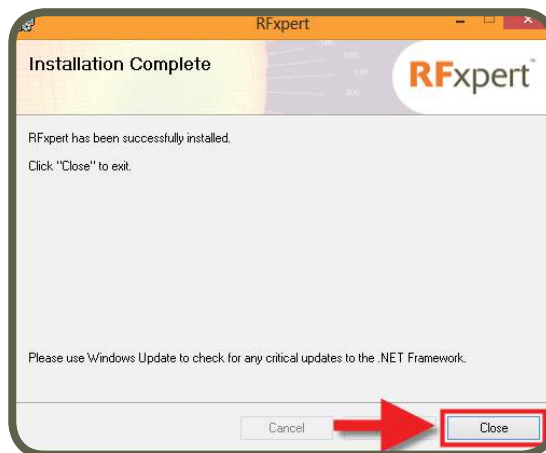 RFxpert
Installation Complete
RFxpert™
RFxpert has been successfully installed.
Click "Close" to exit.
Please use Windows Update to check for any critical updates to the .NET Framework.
Cancel
Close